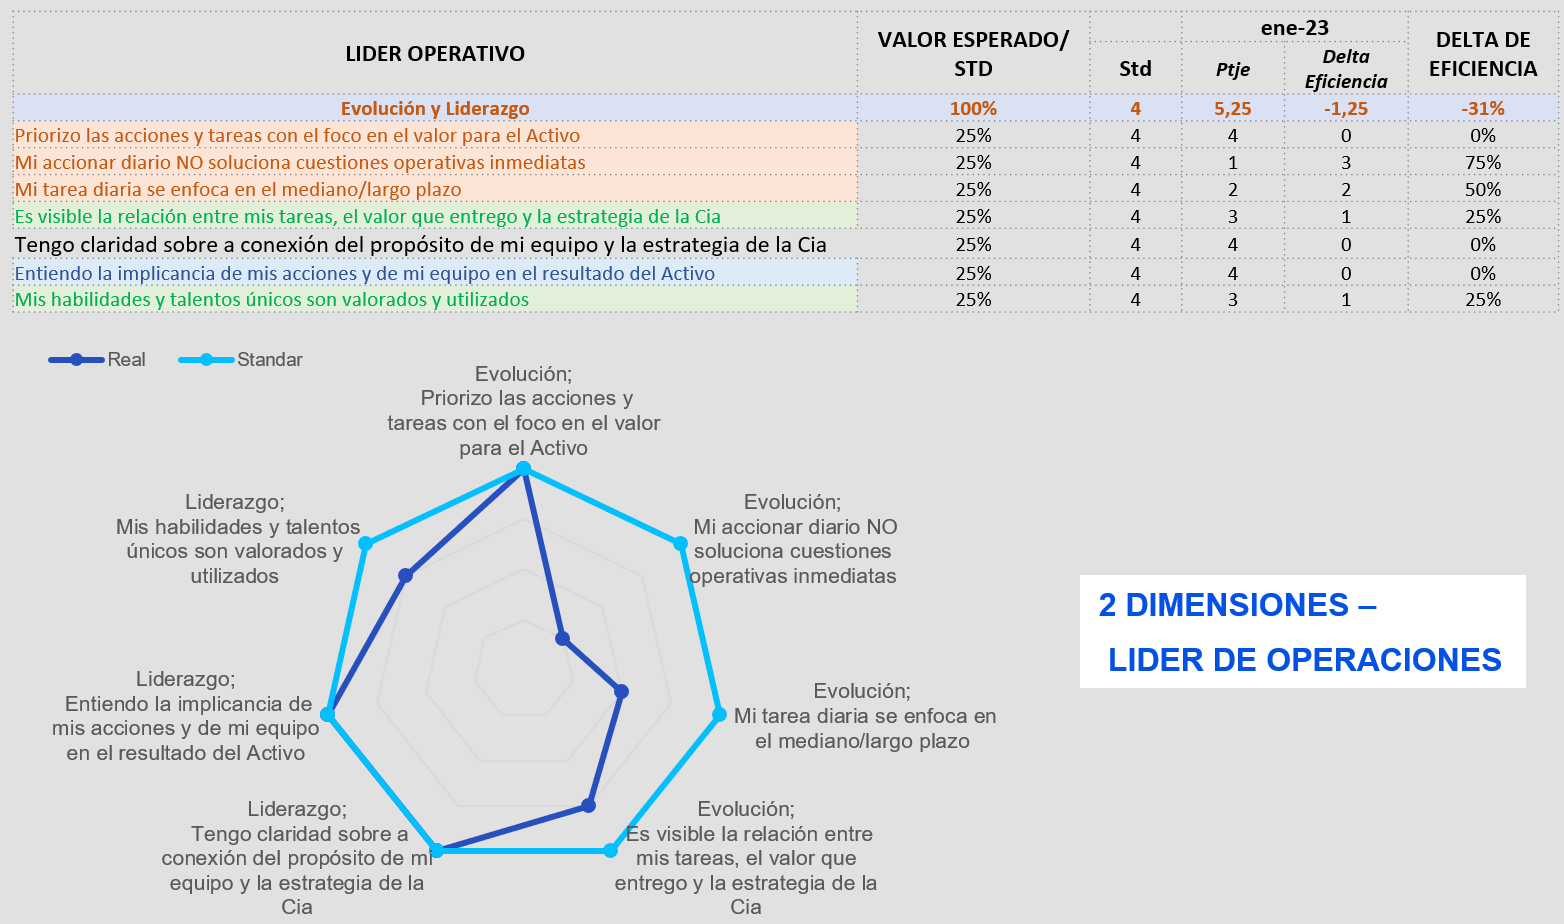 LIDER OPERATIVO
VALOR ESPERADO/
STD
ene-23
Std
Ptje
Delta
Eficiencia
DELTA DE
EFICIENCIA
Evolución y Liderazgo 100% 4 5,25 -1,25 -31%
Priorizo las acciones y tareas con el foco en el valor para el Activo 25% 4 4 0 0%
Mi accionar diario NO soluciona cuestiones operativas inmediatas 25% 4 1 3 75%
Mi tarea diaria se enfoca en el mediano/largo plazo 25% 4 2 2 50%
Es visible la relación entre mis tareas, el valor que entrego y la estrategia de la Cia 25% 4 3 1 25%
Tengo claridad sobre a conexión del propósito de mi equipo y la estrategia de la Cia 25% 4 4 0 0%
Entiendo la implicancia de mis acciones y de mi equipo en el resultado del Activo 25% 4 4 0 0%
Mis habilidades y talentos únicos son valorados y utilizados 25% 4 3 1 25%
Real
Standar
Evolución;
Priorizo las acciones y
tareas con el foco en el valor
para el Activo
Evolución;
Mi accionar diario NO
soluciona cuestiones
operativas inmediatas
Evolución;
Mi tarea diaria se enfoca en
el mediano/largo plazo
Evolución;
Es visible la relación entre
mis tareas, el valor que
entrego y la estrategia de la
Cia
Liderazgo;
Tengo claridad sobre a
conexión del propósito de mi
equipo y la estrategia de la
Cia
Liderazgo;
Entiendo la implicancia de
mis acciones y de mi equipo
en el resultado del Activo
Liderazgo;
Mis habilidades y talentos
únicos son valorados y
utilizados
2 DIMENSIONES –
LIDER DE OPERACIONES